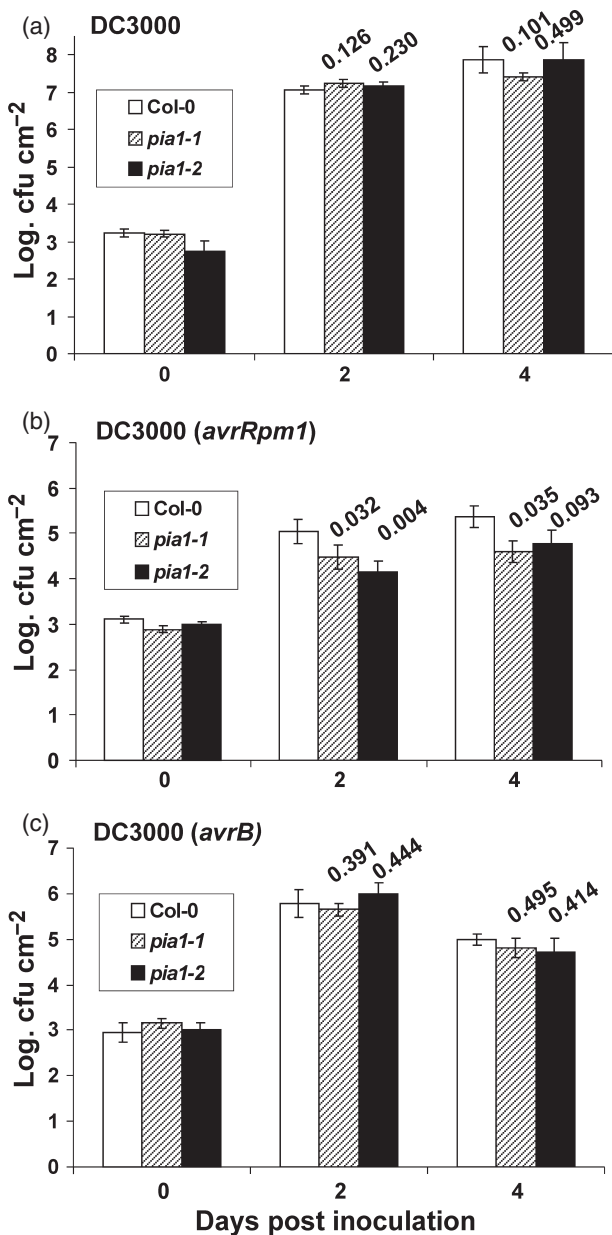 (a) DC3000
8
7
6
5
4
3
2
1
0
Log. cfu cm⁻²
Col-0
pia1-1
pia1-2
0.126
0.230
0.101
0.499
0 2 4
(b) DC3000 (avrRpm1)
7
6
5
4
3
2
1
0
Log. cfu cm⁻²
Col-0
pia1-1
pia1-2
0.032
0.004
0.035
0.093
0 2 4
(c) DC3000 (avrB)
7
6
5
4
3
2
1
0
Log. cfu cm⁻²
Col-0
pia1-1
pia1-2
0.391
0.444
0.495
0.414
0 2 4
Days post inoculation